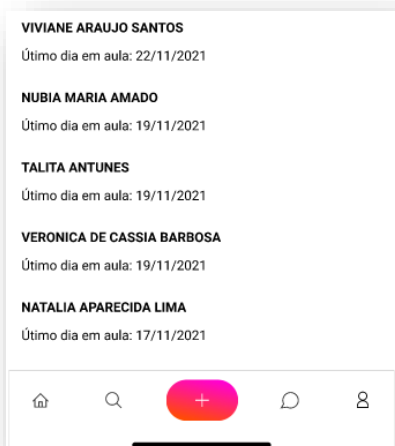 VIVIANE ARAUJO SANTOS
Útimo dia em aula: 22/11/2021
NUBIA MARIA AMADO
Útimo dia em aula: 19/11/2021
TALITA ANTUNES
Útimo dia em aula: 19/11/2021
VERONICA DE CASSIA BARBOSA
Útimo dia em aula: 19/11/2021
NATALIA APARECIDA LIMA
Útimo dia em aula: 17/11/2021